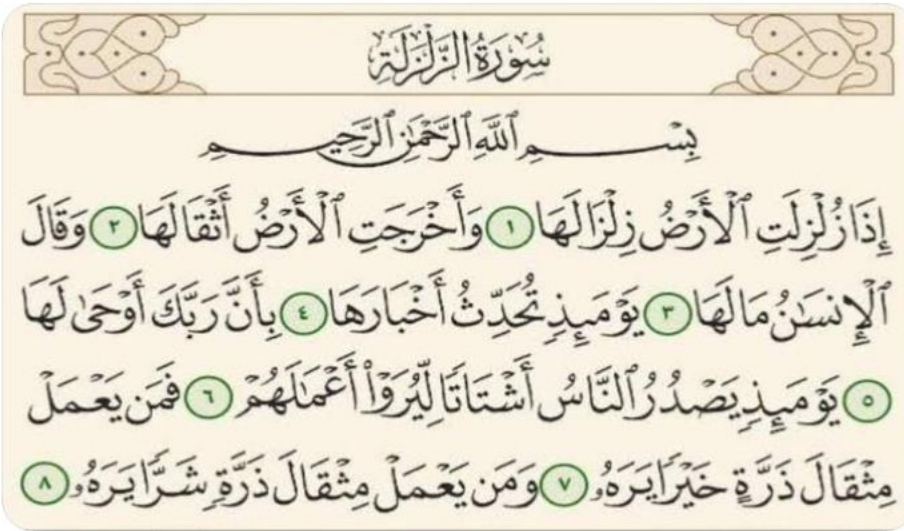 سُورَةُ الزَّلْزَلَةِ
بِسْمِ ٱللَّهِ ٱلرَّحْمَٰنِ ٱلرَّحِيمِ
إِذَا زُلْزِلَتِ ٱلْأَرْضُ زِلْزَالَهَا ١ وَأَخْرَجَتِ ٱلْأَرْضُ أَثْقَالَهَا ٢ وَقَالَ
ٱلْإِنسَٰنُ مَا لَهَا ٣ يَوْمَئِذٍ تُحَدِّثُ أَخْبَارَهَا ٤ بِأَنَّ رَبَّكَ أَوْحَىٰ لَهَا
٥ يَوْمَئِذٍ يَصْدُرُ ٱلنَّاسُ أَشْتَاتًا لِّيُرَوْا۟ أَعْمَٰلَهُمْ ٦ فَمَن يَعْمَلْ
مِثْقَالَ ذَرَّةٍ خَيْرًا يَرَهُۥ ٧ وَمَن يَعْمَلْ مِثْقَالَ ذَرَّةٍ شَرًّا يَرَهُۥ ٨